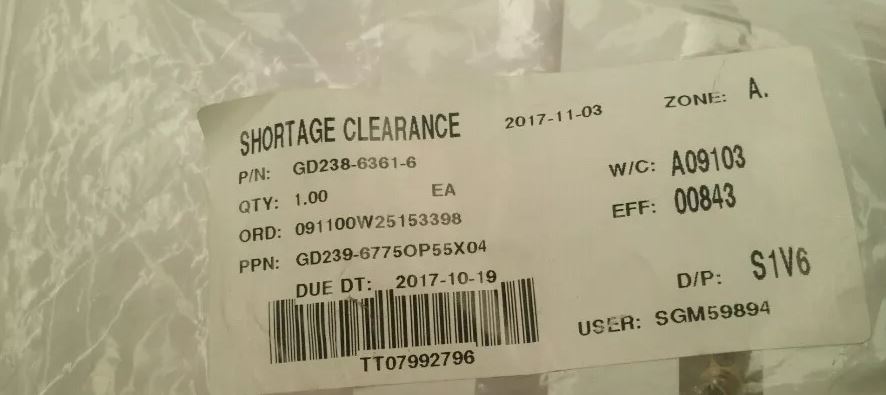 SHORTAGE CLEARANCE 2017-11-03 ZONE: A.
P/N: GD238-6361-6 W/C: A09103
QTY: 1.00 EA EFF: 00843
ORD: 091100W25153398
PPN: GD239-6775OP55X04
DUE DT: 2017-10-19 D/P: S1V6
TT07992796 USER: SGM59894